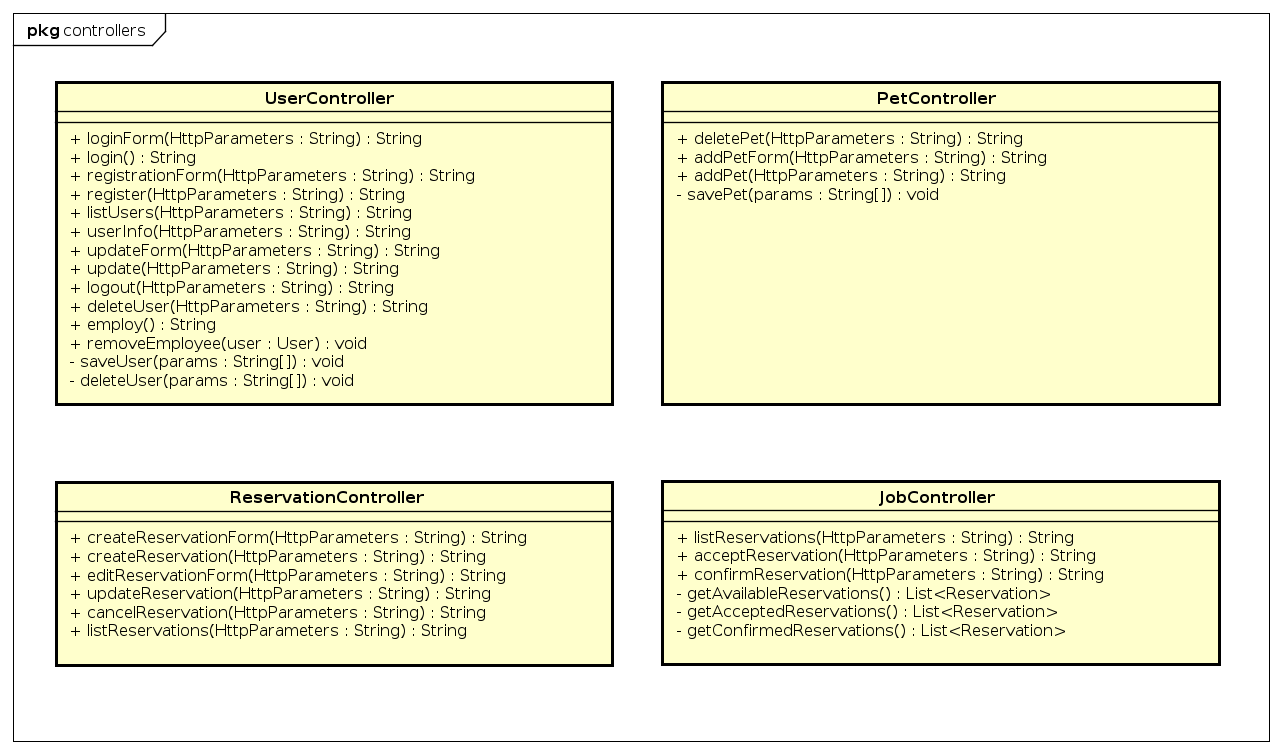 pkg controllers
UserController
+ loginForm(HttpParameters : String) : String
+ login() : String
+ registrationForm(HttpParameters : String) : String
+ register(HttpParameters : String) : String
+ listUsers(HttpParameters : String) : String
+ userInfo(HttpParameters : String) : String
+ updateForm(HttpParameters : String) : String
+ update(HttpParameters : String) : String
+ logout(HttpParameters : String) : String
+ deleteUser(HttpParameters : String) : String
+ employ() : String
+ removeEmployee(user : User) : void
- saveUser(params : String[]) : void
- deleteUser(params : String[]) : void
PetController
+ deletePet(HttpParameters : String) : String
+ addPetForm(HttpParameters : String) : String
+ addPet(HttpParameters : String) : String
- savePet(params : String[]) : void
ReservationController
+ createReservationForm(HttpParameters : String) : String
+ createReservation(HttpParameters : String) : String
+ editReservationForm(HttpParameters : String) : String
+ updateReservation(HttpParameters : String) : String
+ cancelReservation(HttpParameters : String) : String
+ listReservations(HttpParameters : String) : String
JobController
+ listReservations(HttpParameters : String) : String
+ acceptReservation(HttpParameters : String) : String
+ confirmReservation(HttpParameters : String) : String
- getAvailableReservations() : List<Reservation>
- getAcceptedReservations() : List<Reservation>
- getConfirmedReservations() : List<Reservation>